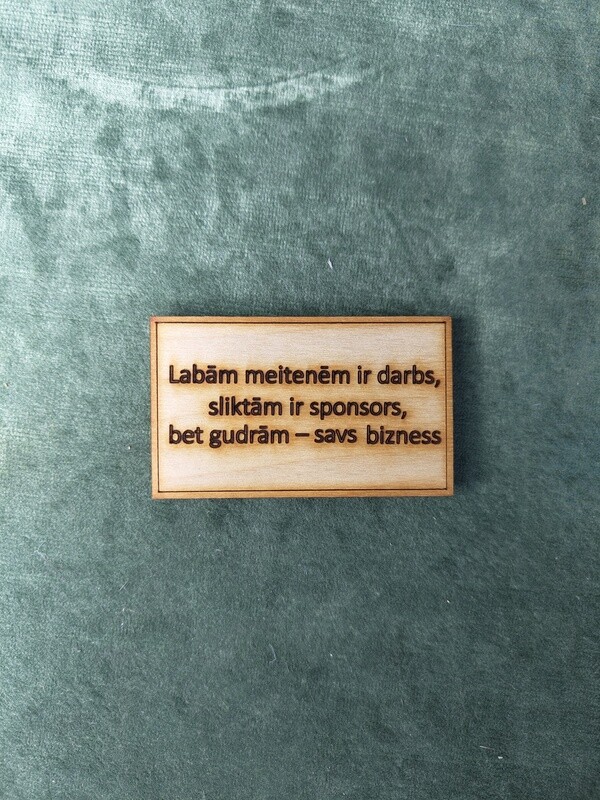 Labām meitenēm ir darbs,
sliktām ir sponsors,
bet gudrām – savs bizness